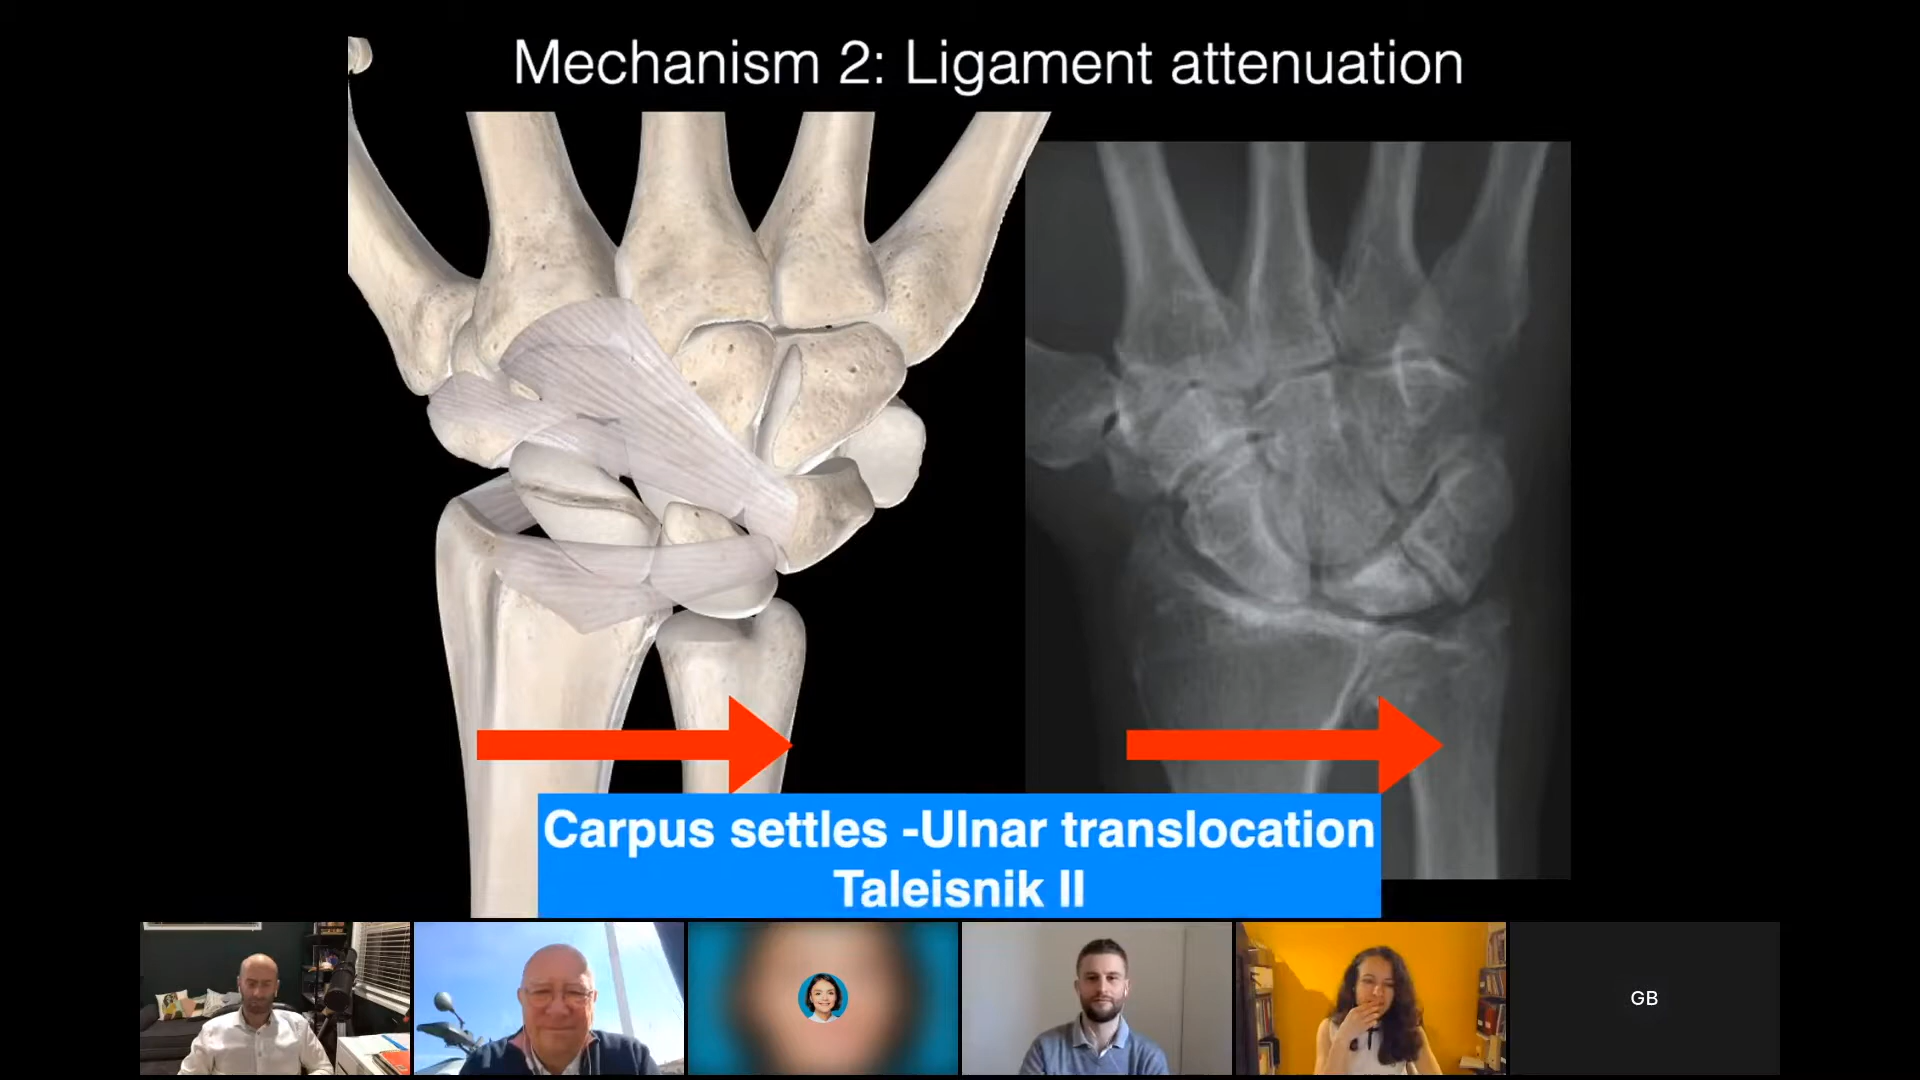 Mechanism 2: Ligament attenuation
Carpus settles -Ulnar translocation
Taleisnik II
GB